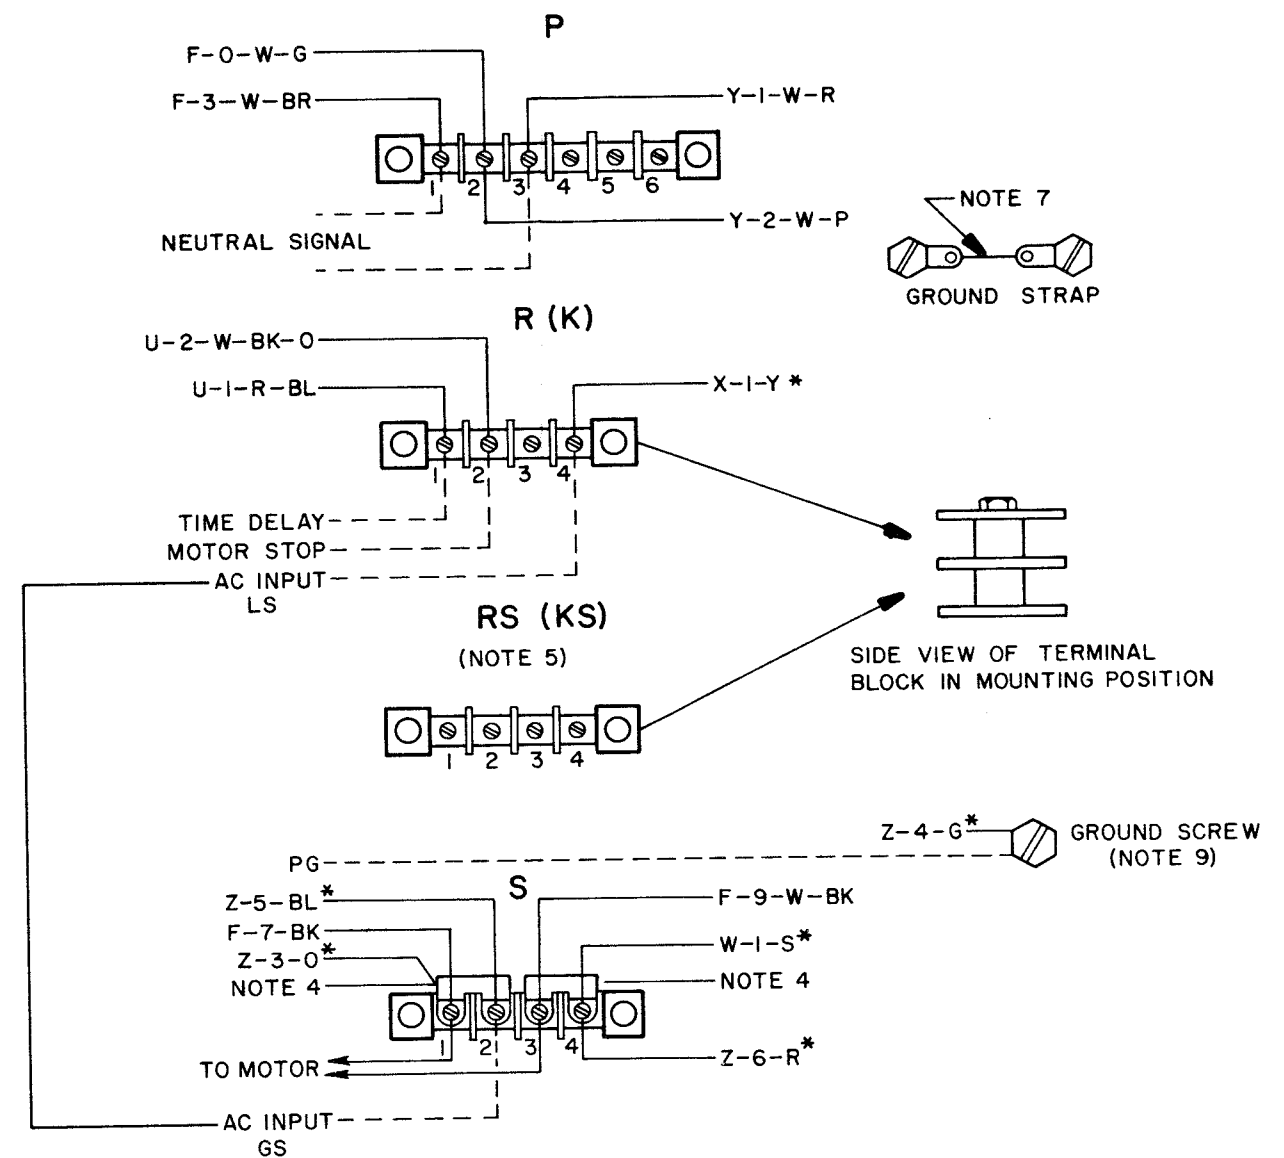 P
F-0-W-G
F-3-W-BR
Y-1-W-R
1 2 3 4 5 6
Y-2-W-P
NEUTRAL SIGNAL
NOTE 7
GROUND STRAP
R (K)
U-2-W-BK-O
U-1-R-BL
X-1-Y*
1 2 3 4
TIME DELAY
MOTOR STOP
AC INPUT
LS
RS (KS)
(NOTE 5)
1 2 3 4
SIDE VIEW OF TERMINAL
BLOCK IN MOUNTING POSITION
Z-4-G*
GROUND SCREW
(NOTE 9)
PG
S
Z-5-BL*
F-9-W-BK
F-7-BK
W-1-S*
Z-3-O*
NOTE 4
NOTE 4
1 2 3 4
Z-6-R*
TO MOTOR
AC INPUT
GS